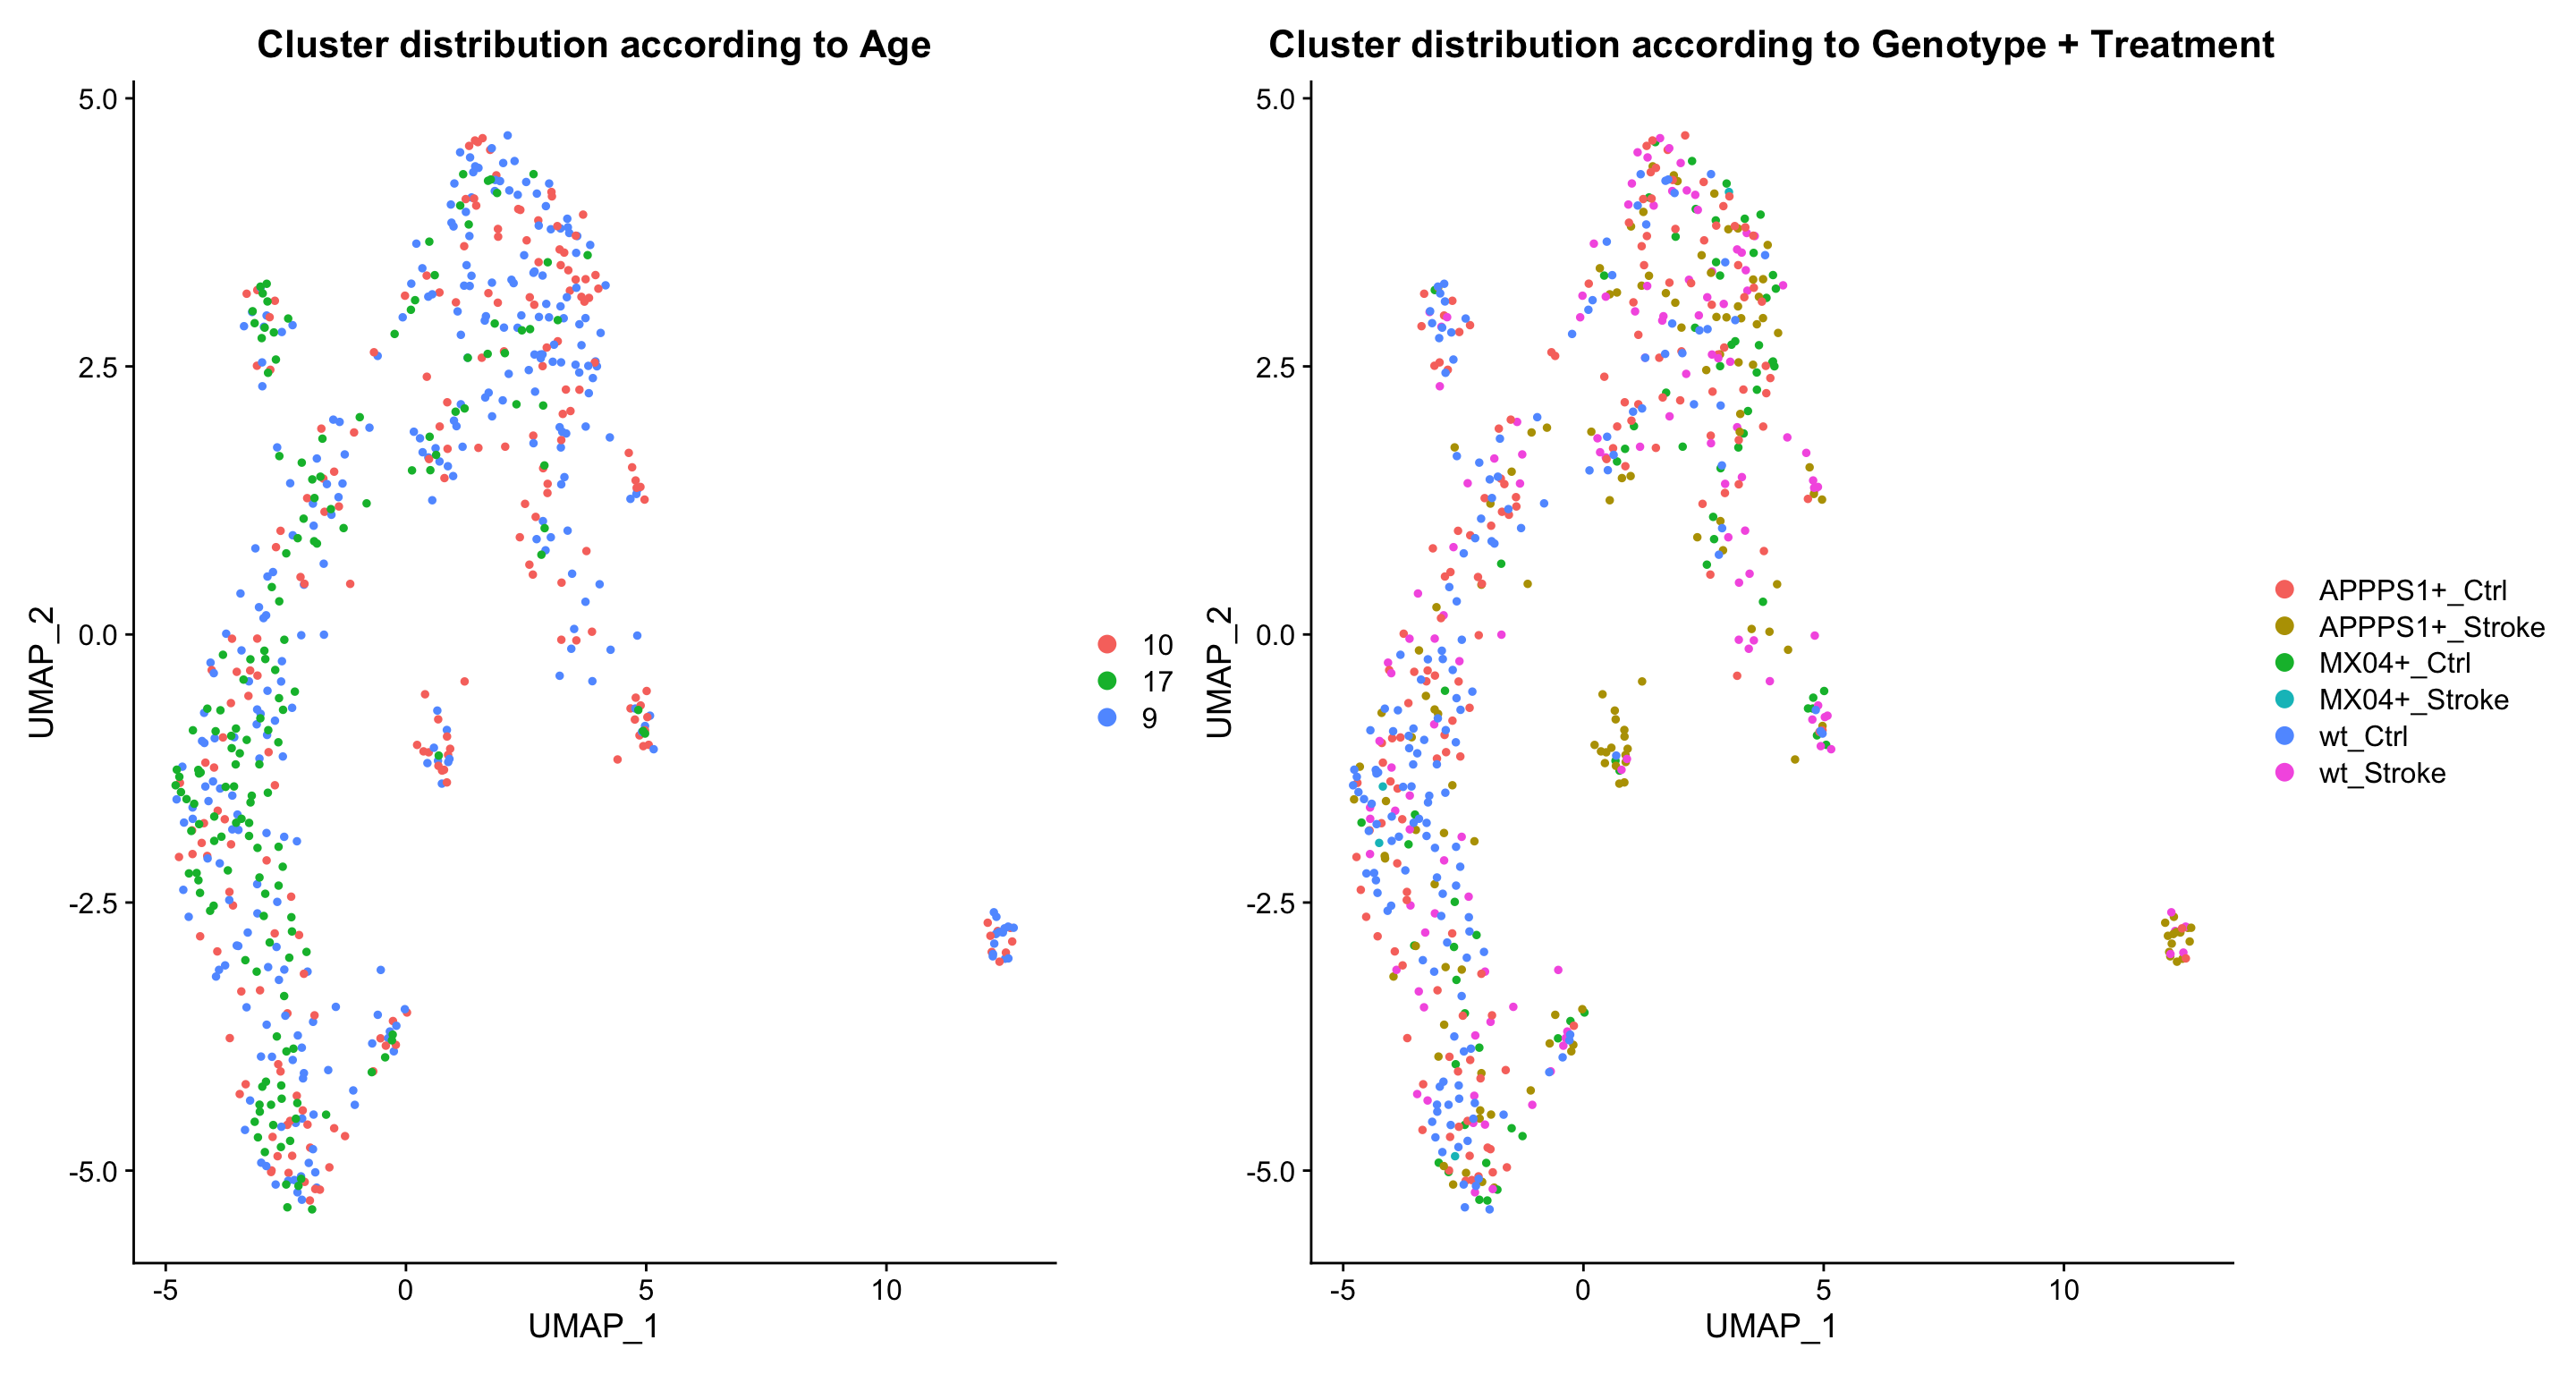 Cluster distribution according to Age
5.0
2.5
0.0
-2.5
-5.0
UMAP_2
-5
0
5
10
UMAP_1
10
17
9
Cluster distribution according to Genotype + Treatment
5.0
2.5
0.0
-2.5
-5.0
UMAP_2
-5
0
5
10
UMAP_1
APPPS1+_Ctrl
APPPS1+_Stroke
MX04+_Ctrl
MX04+_Stroke
wt_Ctrl
wt_Stroke